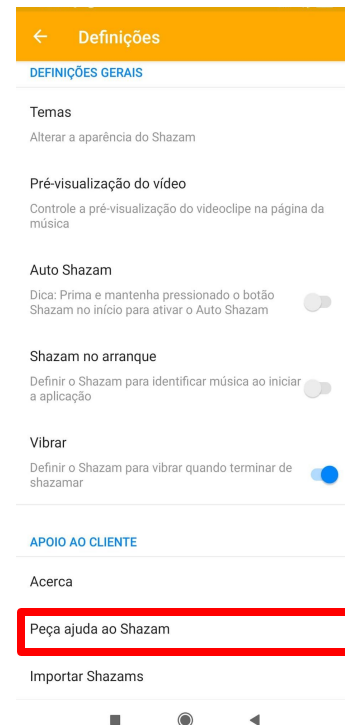 Definições
DEFINIÇÕES GERAIS
Temas
Alterar a aparência do Shazam
Pré-visualização do vídeo
Controle a pré-visualização do videoclipe na página da
música
Auto Shazam
Dica: Prima e mantenha pressionado o botão
Shazam no início para ativar o Auto Shazam
Shazam no arranque
Definir o Shazam para identificar música ao iniciar
a aplicação
Vibrar
Definir o Shazam para vibrar quando terminar de
shazamar
APOIO AO CLIENTE
Acerca
Peça ajuda ao Shazam
Importar Shazams